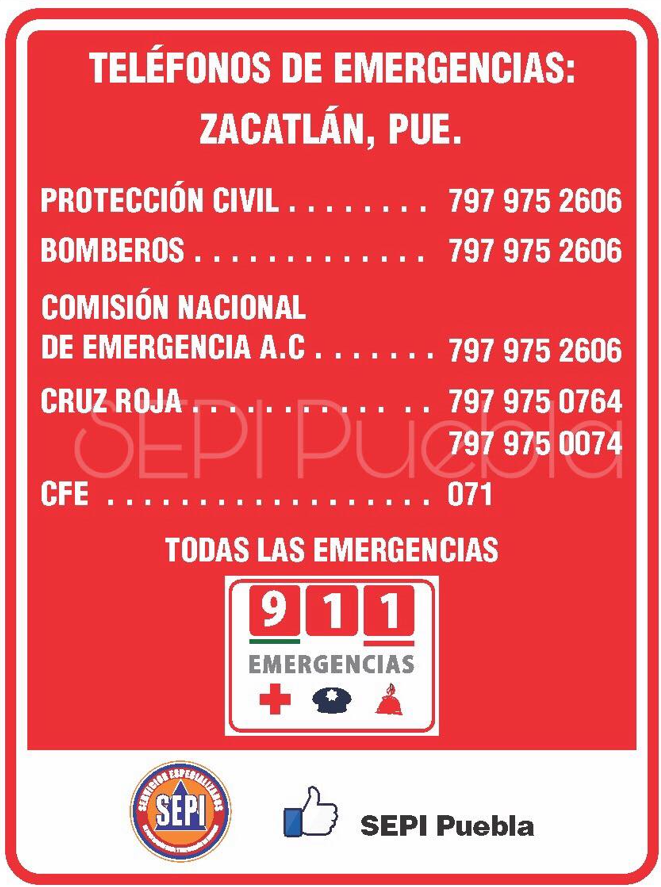 TELÉFONOS DE EMERGENCIAS:
ZACATLÁN, PUE.
PROTECCIÓN CIVIL . . . . . . . . 797 975 2606
BOMBEROS . . . . . . . . . . . . . 797 975 2606
COMISIÓN NACIONAL
DE EMERGENCIA A.C . . . . . . . 797 975 2606
CRUZ ROJA . . . . . . . . . . . . . 797 975 0764
797 975 0074
SEPI Puebla
CFE . . . . . . . . . . . . . . . . . . 071
TODAS LAS EMERGENCIAS
911
EMERGENCIAS
SERVICIOS ESPECIALIZADOS
SEPI
SEPI Puebla